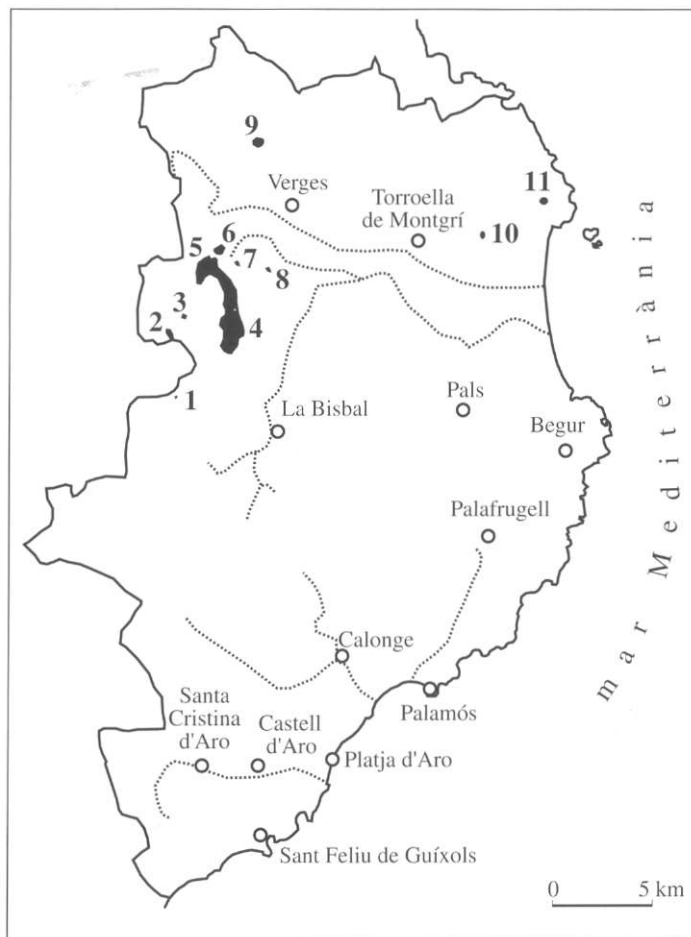 9
Verges
Torroella
de Montgrí
11
10
5
6
7
8
3
2
4
1
La Bisbal
Pals
Begur
Palafrugell
Calonge
Palamós
Santa
Cristina
d'Aro
Castell
d'Aro
Platja d'Aro
Sant Feliu de Guíxols
mar Mediterrània
0 5 km